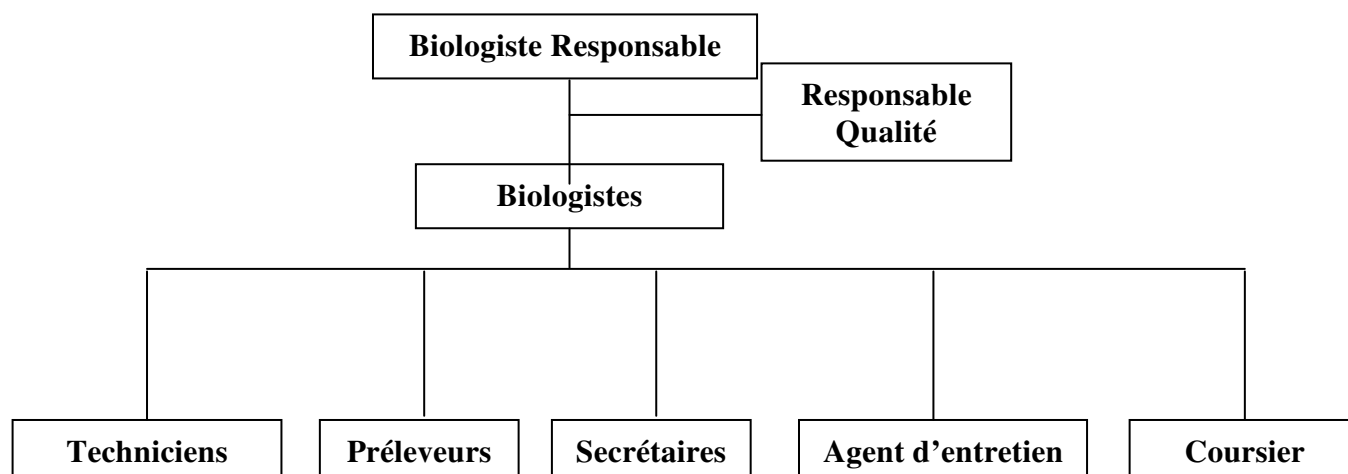 Biologiste Responsable
Responsable
Qualité
Biologistes
Techniciens
Préleveurs
Secrétaires
Agent d’entretien
Coursier